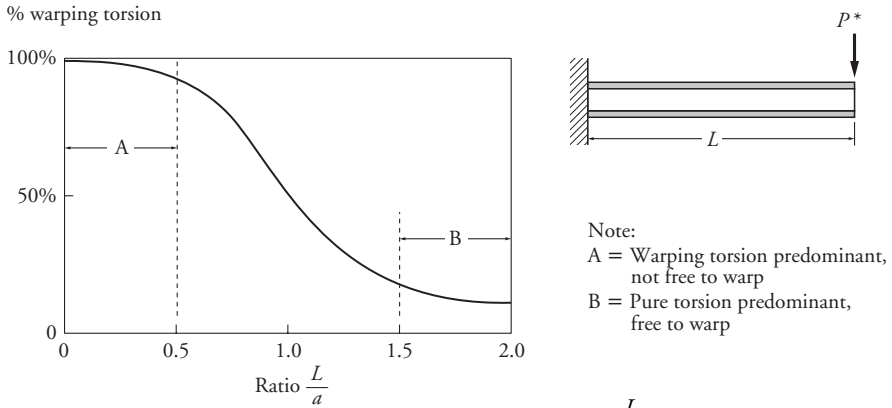 % warping torsion
100%
50%
0
A
B
0
0.5
1.0
1.5
2.0
Ratio L/a
P*
L
Note:
A = Warping torsion predominant,
not free to warp
B = Pure torsion predominant,
free to warp
L